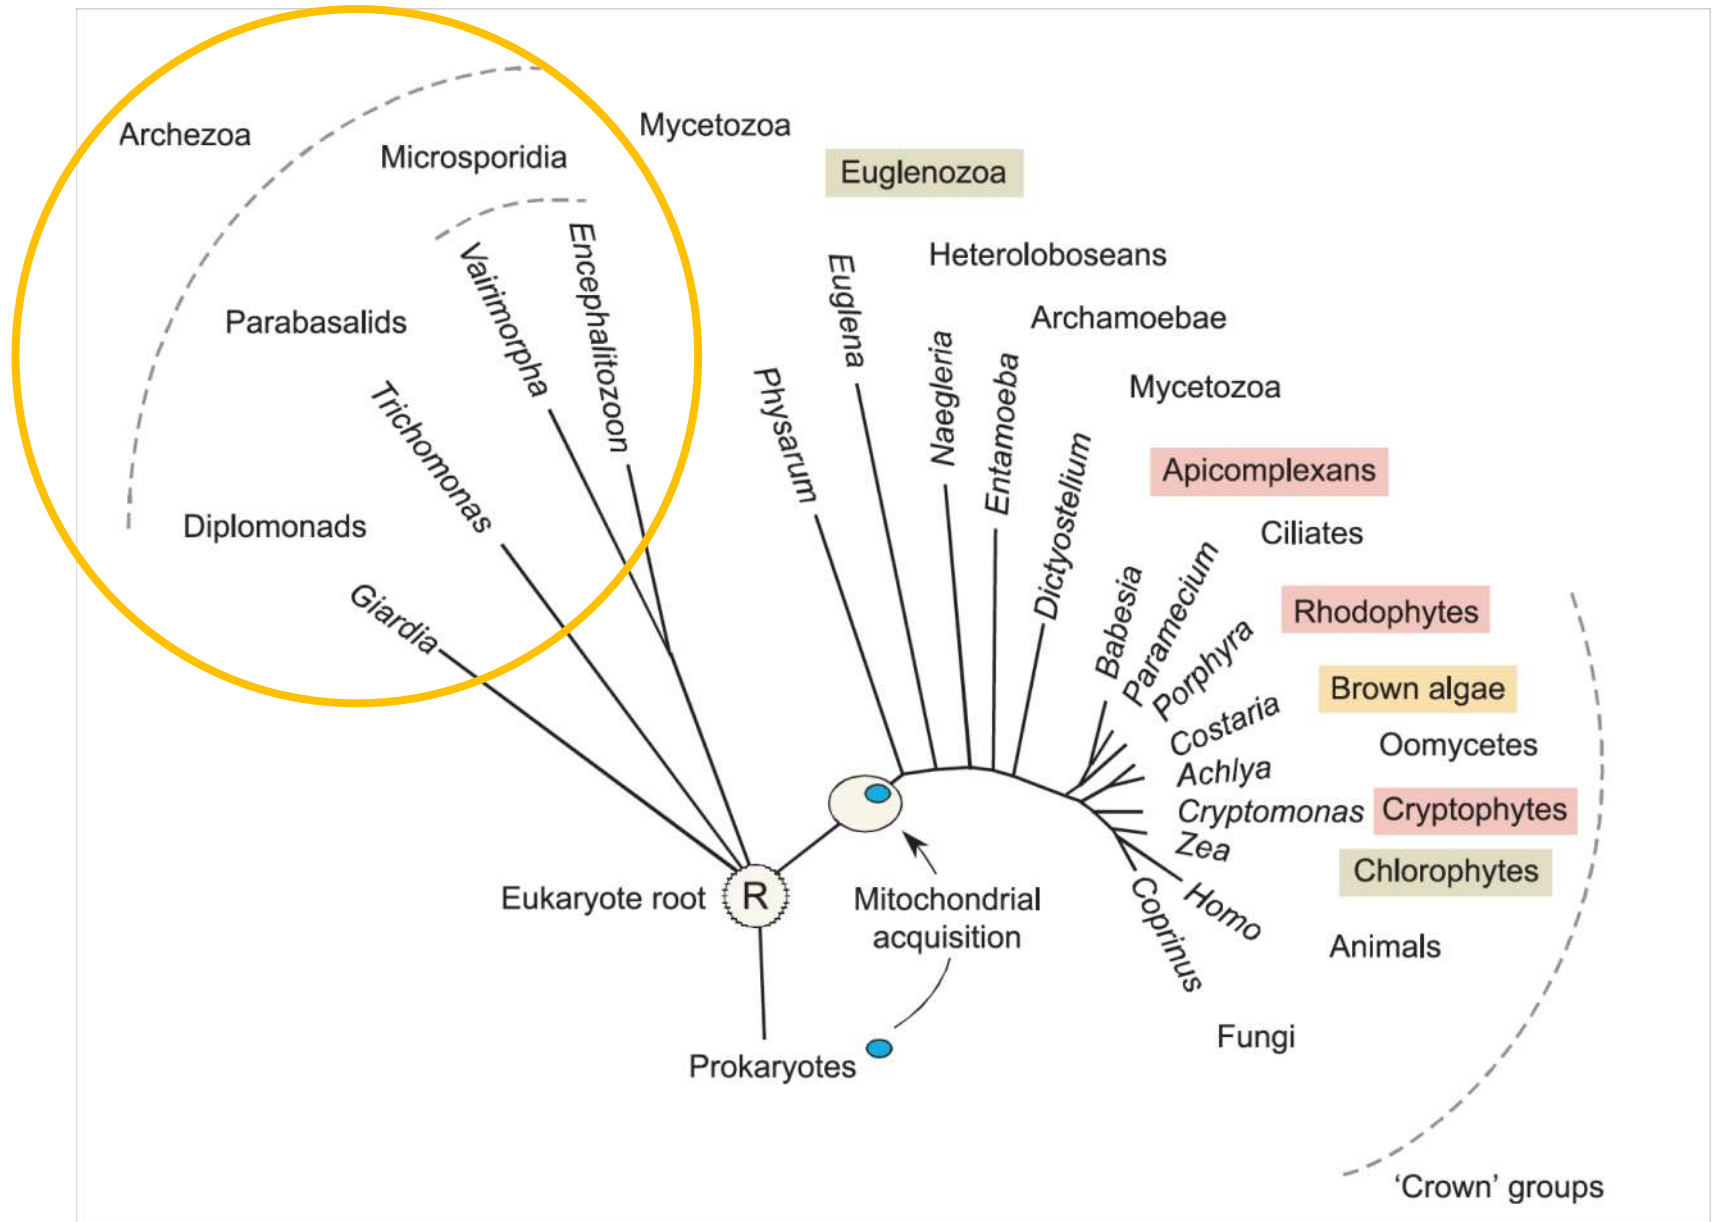 Archezoa
Microsporidia
Mycetozoa
Euglenozoa
Vairimorpha
Encephalitozoon
Euglena
Heteroloboseans
Parabasalids
Archamoebae
Trichomonas
Physarum
Naegleria
Entamoeba
Mycetozoa
Dictyostelium
Apicomplexans
Diplomonads
Ciliates
Giardia
Babesia
Paramecium
Porphyra
Rhodophytes
Costaria
Brown algae
Achlya
Oomycetes
Cryptomonas
Cryptophytes
Zea
Chlorophytes
Eukaryote root
R
Mitochondrial
acquisition
Homo
Coprinus
Animals
Fungi
Prokaryotes
‘Crown’ groups